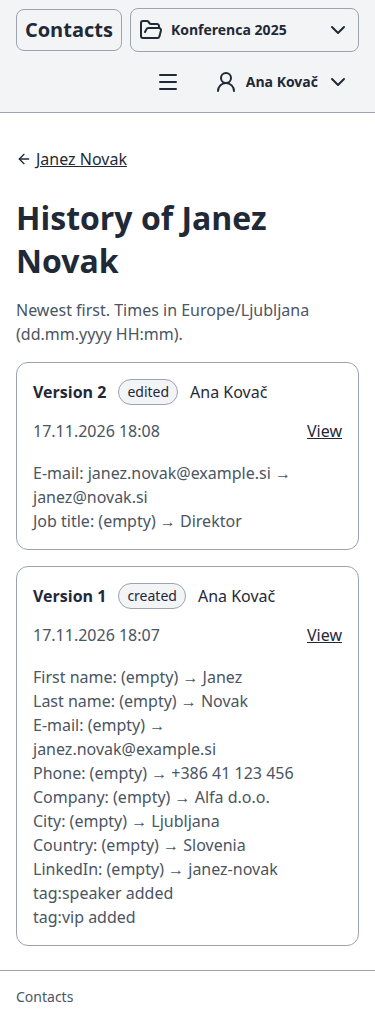 Contacts
Konferenca 2025
Ana Kovač
← Janez Novak
History of Janez
Novak
Newest first. Times in Europe/Ljubljana
(dd.mm.yyyy HH:mm).
Version 2 edited Ana Kovač
17.11.2026 18:08 View
E-mail: janez.novak@example.si →
janez@novak.si
Job title: (empty) → Direktor
Version 1 created Ana Kovač
17.11.2026 18:07 View
First name: (empty) → Janez
Last name: (empty) → Novak
E-mail: (empty) →
janez.novak@example.si
Phone: (empty) → +386 41 123 456
Company: (empty) → Alfa d.o.o.
City: (empty) → Ljubljana
Country: (empty) → Slovenia
LinkedIn: (empty) → janez-novak
tag:speaker added
tag:vip added
Contacts